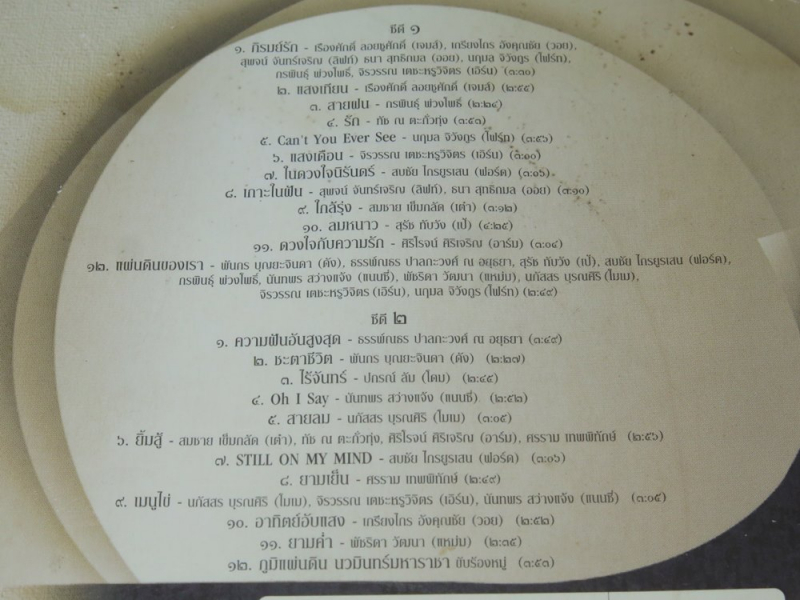 ซีดี ๑
๑. ภิรมย์รัก - เรืองศักดิ์ ลอยชูศักดิ์ (เจมส์), เกรียงไกร อังคุณชัย (วอย),
สุพจน์ จันทร์เจริญ (ลิฟท์) ธนา สุทธิกมล (ออย), นฤมล จิวังกูร (โฟร์ท),
กรพินธุ์ พ่วงโพธิ์, จิรวรรณ เตชะหรูวิจิตร (เอิร์น) (๓:๓๐)
๒. แสงเทียน - เรืองศักดิ์ ลอยชูศักดิ์ (เจมส์) (๒:๕๔)
๓. สายฝน - กรพินธุ์ พ่วงโพธิ์ (๒:๒๔)
๔. รัก - ทัช ณ ตะกั่วทุ่ง (๓:๕๓)
๕. Can't You Ever See - นฤมล จิวังกูร (โฟร์ท) (๓:๕๖)
๖. แสงเดือน - จิรวรรณ เตชะหรูวิจิตร (เอิร์น) (๓:๐๐)
๗. ในดวงใจนิรันดร์ - สมชัย ไกรยูรเสน (ฟอร์ด) (๓:๐๖)
๘. เกาะในฝัน - สุพจน์ จันทร์เจริญ (ลิฟท์), ธนา สุทธิกมล (ออย) (๓:๑๐)
๙. ใกล้รุ่ง - สมชาย เข็มกลัด (เต๋า) (๓:๑๒)
๑๐. ลมหนาว - สุรัช ทับวัง (เป้) (๔:๒๕)
๑๑. ดวงใจกับความรัก - ศิริโรจน์ ศิริเจริญ (อาร์ม) (๓:๐๔)
๑๒. แผ่นดินของเรา - พันกร บุณยะจินดา (ดัง), ธรรพ์ณธร ปาลกะวงศ์ ณ อยุธยา, สุรัช ทับวัง (เป้), สบชัย ไกรยูรเสน (ฟอร์ด),
กรพินธุ์ พ่วงโพธิ์, นันทพร สว่างแจ้ง (แนนซี่), พัชริดา วัฒนา (แหม่ม), นภัสสร บุรณศิริ (ไมเม),
จิรวรรณ เตชะหรูวิจิตร (เอิร์น), นฤมล จิวังกูร (โฟร์ท) (๒:๔๙)
ซีดี ๒
๑. ความฝันอันสูงสุด - ธรรพ์ณธร ปาลกะวงศ์ ณ อยุธยา (๓:๔๙)
๒. ชะตาชีวิต - พันกร บุณยะจินดา (ดัง) (๒:๒๗)
๓. ไร้จันทร์ - ปกรณ์ ลัม (โดม) (๒:๔๕)
๔. Oh I Say - นันทพร สว่างแจ้ง (แนนซี่) (๒:๕๒)
๕. สายลม - นภัสสร บุรณศิริ (ไมเม) (๓:๐๕)
๖. ยิ้มสู้ - สมชาย เข็มกลัด (เต๋า), ทัช ณ ตะกั่วทุ่ง, ศิริโรจน์ ศิริเจริญ (อาร์ม), ศรราม เทพพิทักษ์ (๒:๕๖)
๗. STILL ON MY MIND - สบชัย ไกรยูรเสน (ฟอร์ด) (๓:๐๖)
๘. ยามเย็น - ศรราม เทพพิทักษ์ (๒:๔๙)
๙. เมนูไข่ - นภัสสร บุรณศิริ (ไมเม), จิรวรรณ เตชะหรูวิจิตร (เอิร์น), นันทพร สว่างแจ้ง (แนนซี่) (๓:๐๕)
๑๐. อาทิตย์อับแสง - เกรียงไกร อังคุณชัย (วอย) (๒:๕๒)
๑๑. ยามค่ำ - พัชริดา วัฒนา (แหม่ม) (๒:๓๕)
๑๒. ภูมิแผ่นดิน นวมินทร์มหาราชา ขับร้องหมู่ (๓:๕๓)